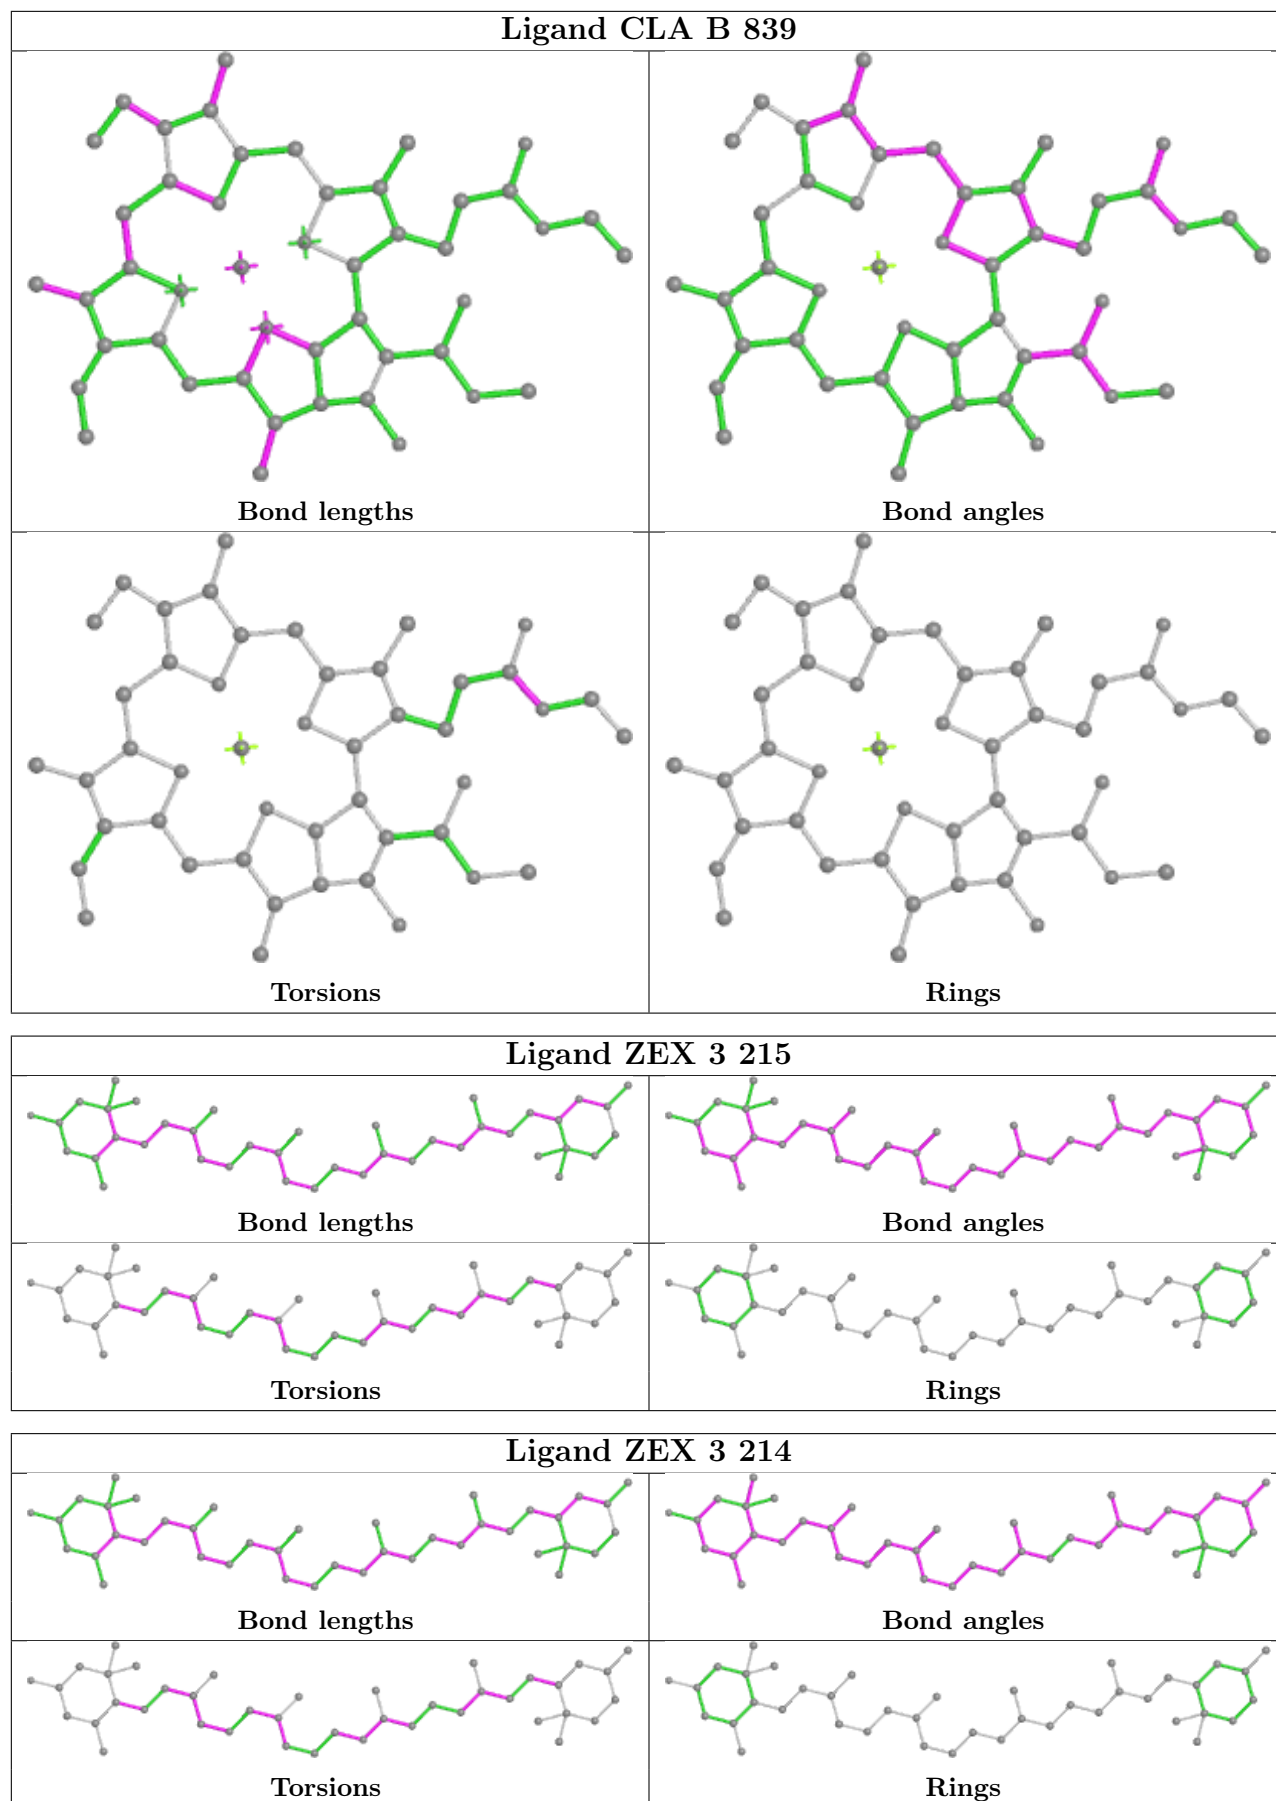 Ligand CLA B 839
Bond lengths
Bond angles
Torsions
Rings
Ligand ZEX 3 215
Bond lengths
Bond angles
Torsions
Rings
Ligand ZEX 3 214
Bond lengths
Bond angles
Torsions
Rings